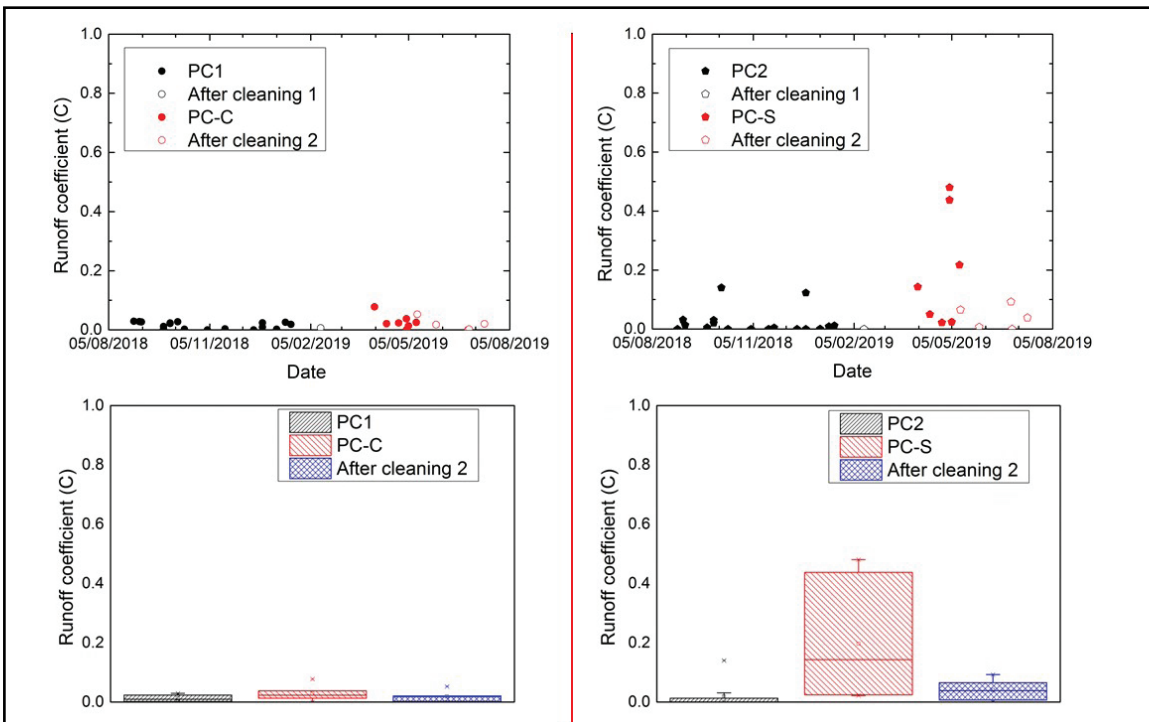 1.0
0.8
0.6
0.4
0.2
0.0
Runoff coefficient (C)
PC1
After cleaning 1
PC-C
After cleaning 2
05/08/2018 05/11/2018 05/02/2019 05/05/2019 05/08/2019
Date
1.0
0.8
0.6
0.4
0.2
0.0
Runoff coefficient (C)
PC2
After cleaning 1
PC-S
After cleaning 2
05/08/2018 05/11/2018 05/02/2019 05/05/2019 05/08/2019
Date
1.0
0.8
0.6
0.4
0.2
0.0
Runoff coefficient (C)
PC1
PC-C
After cleaning 2
1.0
0.8
0.6
0.4
0.2
0.0
Runoff coefficient (C)
PC2
PC-S
After cleaning 2